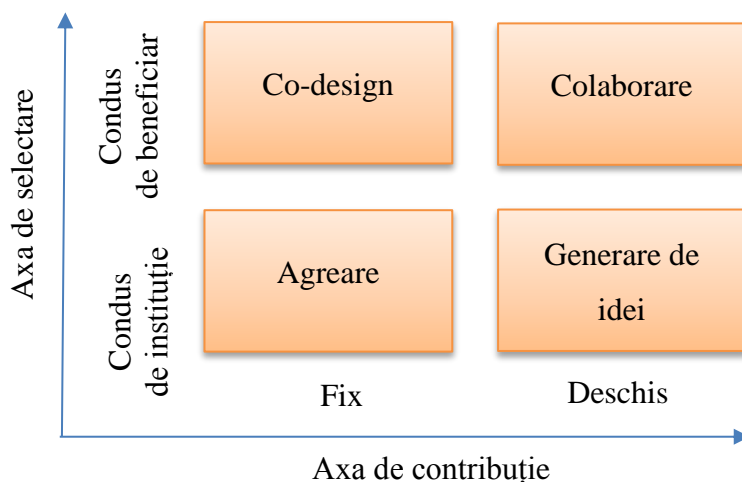 Axa de selectare
Condus
de beneficiar
Co-design
Colaborare
Condus
de instituție
Agreare
Generare de
idei
Fix
Deschis
Axa de contribuție